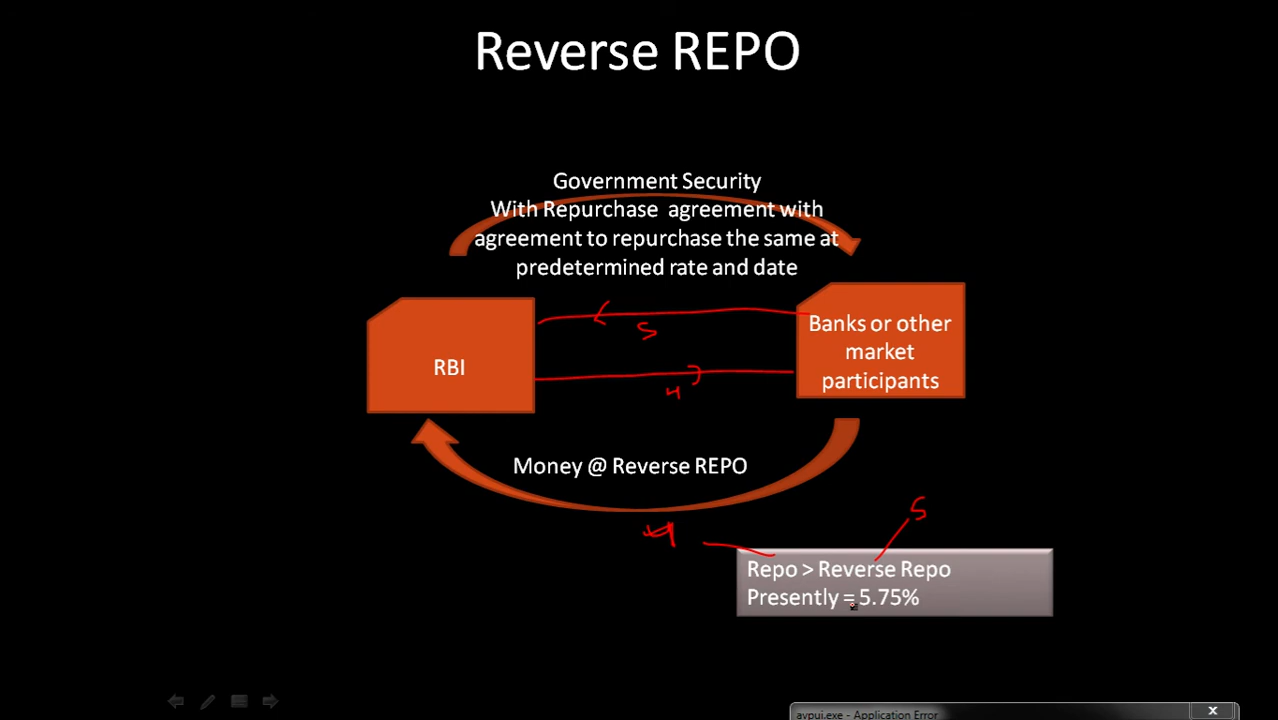 Reverse REPO
Government Security
With Repurchase agreement with
agreement to repurchase the same at
predetermined rate and date
RBI
Banks or other
market
participants
5
4
Money @ Reverse REPO
5
4
Repo > Reverse Repo
Presently = 5.75%
avpui.exe - Application Error